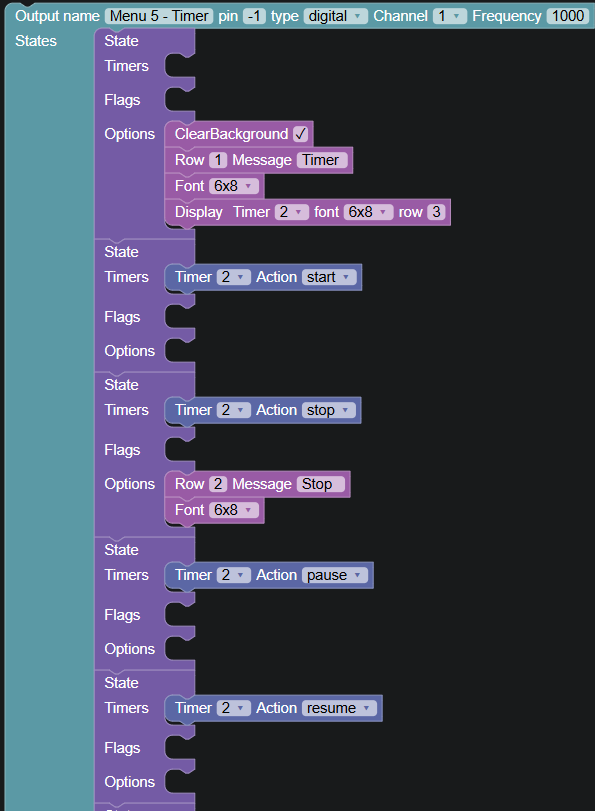 Output name Menu 5 - Timer pin -1 type digital Channel 1 Frequency 1000
States State
Timers
Flags
Options ClearBackground ✓
Row 1 Message Timer
Font 6x8
Display Timer 2 font 6x8 row 3
State
Timers Timer 2 Action start
Flags
Options
State
Timers Timer 2 Action stop
Flags
Options Row 2 Message Stop
Font 6x8
State
Timers Timer 2 Action pause
Flags
Options
State
Timers Timer 2 Action resume
Flags
Options